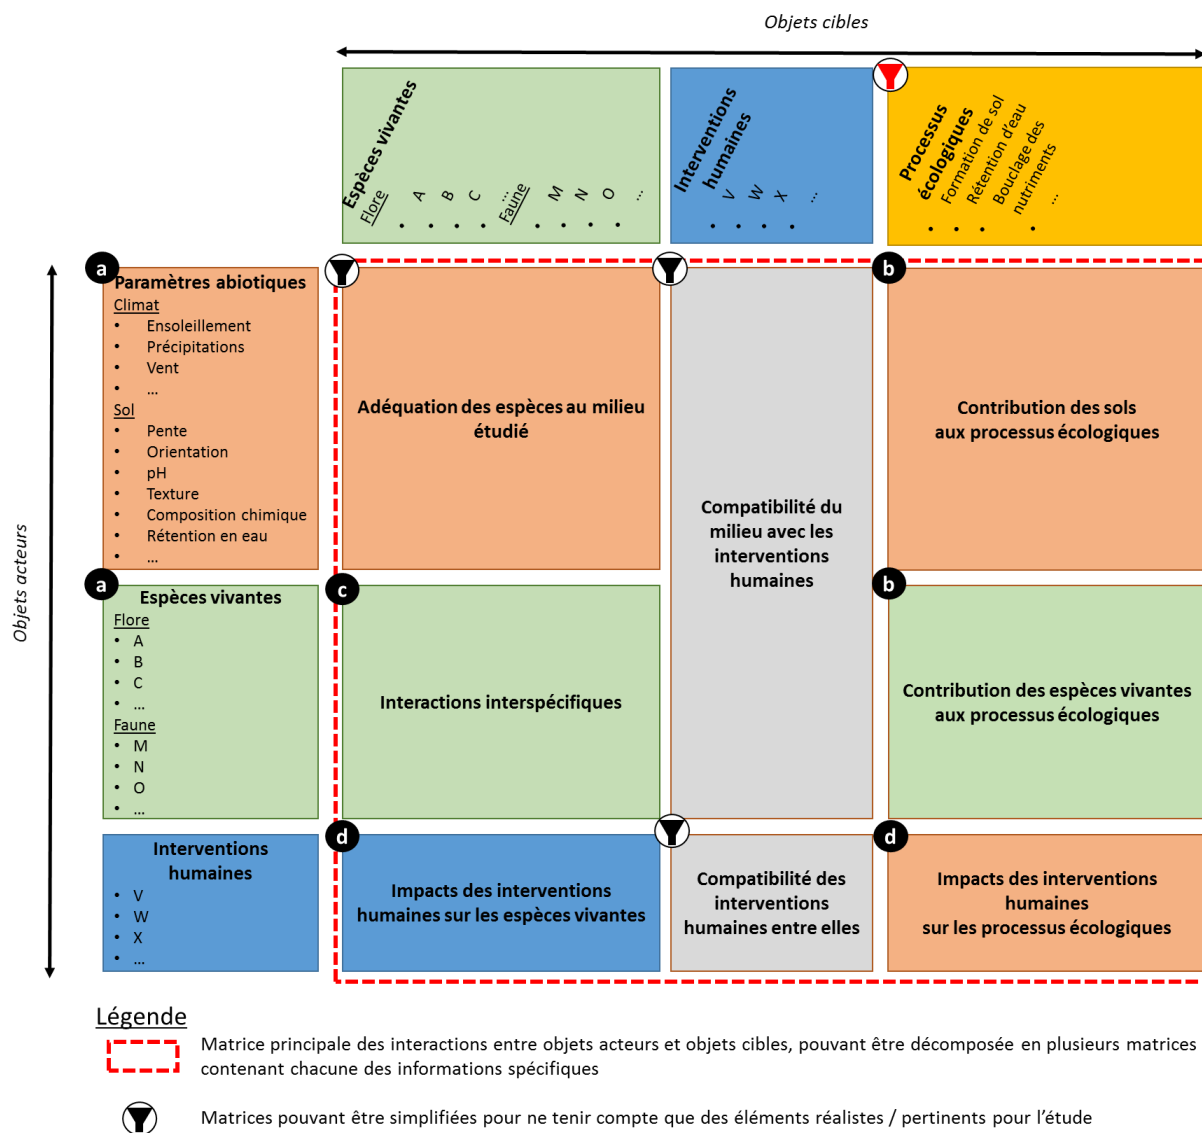 Objets cibles
Espèces vivantes
Flore
• A
• B
• C
...
Faune
• M
• N
• O
...
Interventions
humaines
• V
• W
• X
...
Processus
écologiques
• Formation de sol
• Rétention d'eau
• Bouclage des
nutriments
• ...
Objets acteurs
a
Paramètres abiotiques
Climat
• Ensoleillement
• Précipitations
• Vent
• ...
Sol
• Pente
• Orientation
• pH
• Texture
• Composition chimique
• Rétention en eau
• ...
Adéquation des espèces au milieu
étudié
Compatibilité du
milieu avec les
interventions
humaines
b
Contribution des sols
aux processus écologiques
a
Espèces vivantes
Flore
• A
• B
• C
• ...
Faune
• M
• N
• O
• ...
c
Interactions interspécifiques
b
Contribution des espèces vivantes
aux processus écologiques
Interventions
humaines
• V
• W
• X
• ...
d
Impacts des interventions
humaines sur les espèces vivantes
Compatibilité des
interventions
humaines entre elles
d
Impacts des interventions
humaines
sur les processus écologiques
Légende
Matrice principale des interactions entre objets acteurs et objets cibles, pouvant être décomposée en plusieurs matrices
contenant chacune des informations spécifiques
Matrices pouvant être simplifiées pour ne tenir compte que des éléments réalistes / pertinents pour l'étude